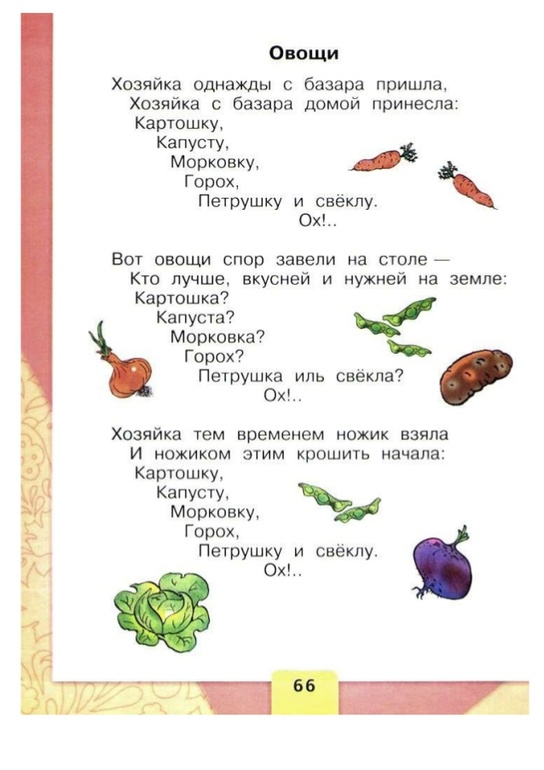 Овощи
Хозяйка однажды с базара пришла,
Хозяйка с базара домой принесла:
Картошку,
Капусту,
Морковку,
Горох,
Петрушку и свёклу.
Ох!..
Вот овощи спор завели на столе —
Кто лучше, вкусней и нужней на земле:
Картошка?
Капуста?
Морковка?
Горох?
Петрушка иль свёкла?
Ох!..
Хозяйка тем временем ножик взяла
И ножиком этим крошить начала:
Картошку,
Капусту,
Морковку,
Горох,
Петрушку и свёклу.
Ох!..
66